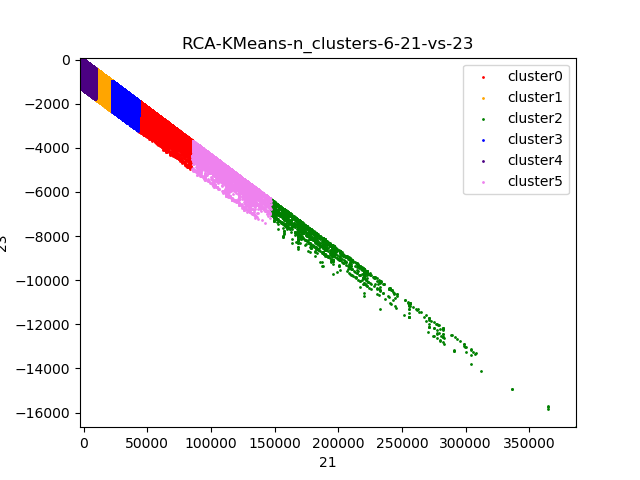 RCA-KMeans-n_clusters-6-21-vs-23
cluster0
cluster1
cluster2
cluster3
cluster4
cluster5
0
−2000
−4000
−6000
−8000
−10000
−12000
−14000
−16000
23
0 50000 100000 150000 200000 250000 300000 350000
21